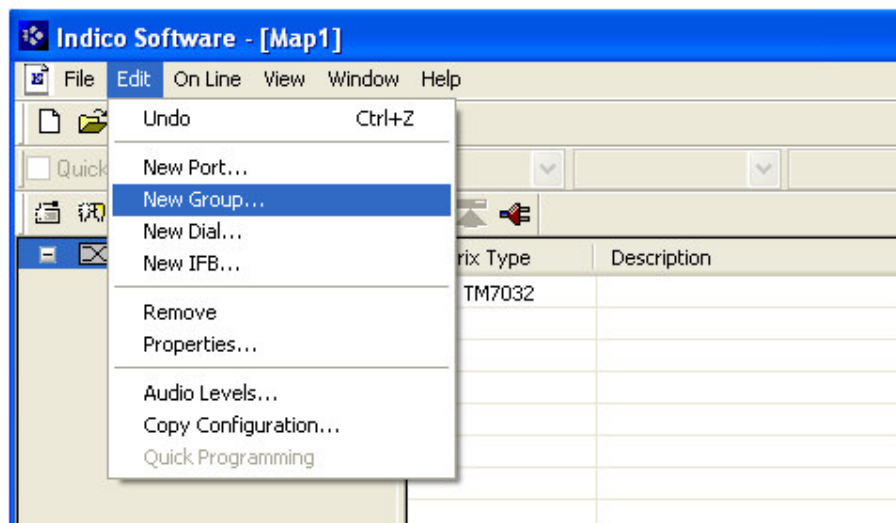 Indico Software - [Map1]
File Edit On Line View Window Help
Undo Ctrl+Z
Quick
New Port...
New Group...
New Dial...
New IFB...
rix Type Description
TM7032
Remove
Properties...
Audio Levels...
Copy Configuration...
Quick Programming